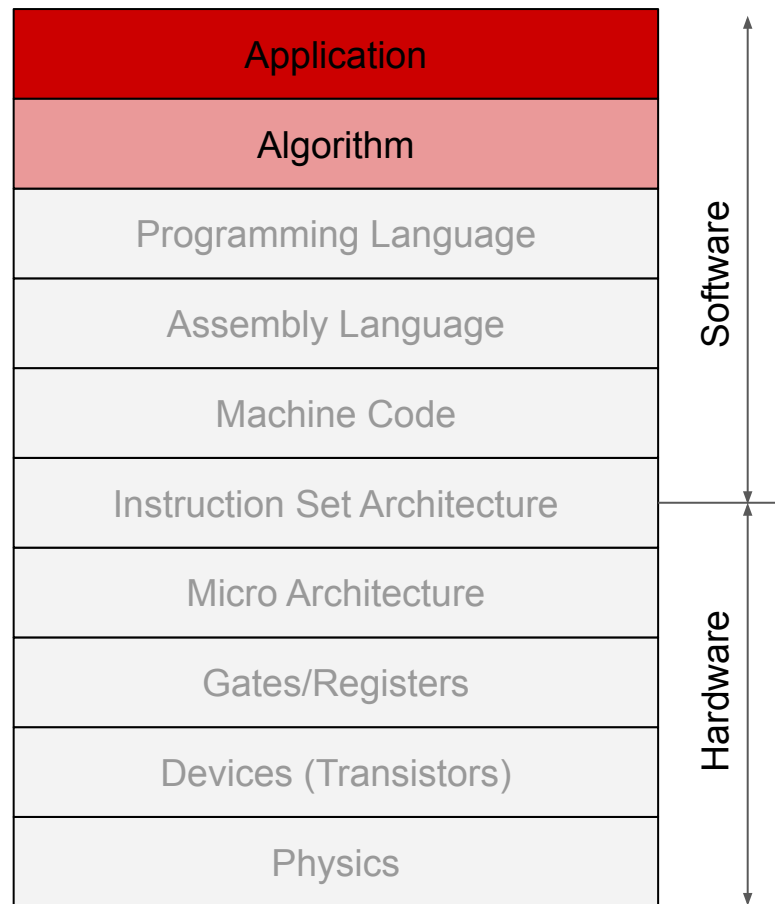 Application
Algorithm
Programming Language
Assembly Language
Machine Code
Instruction Set Architecture
Micro Architecture
Gates/Registers
Devices (Transistors)
Physics
Software
Hardware